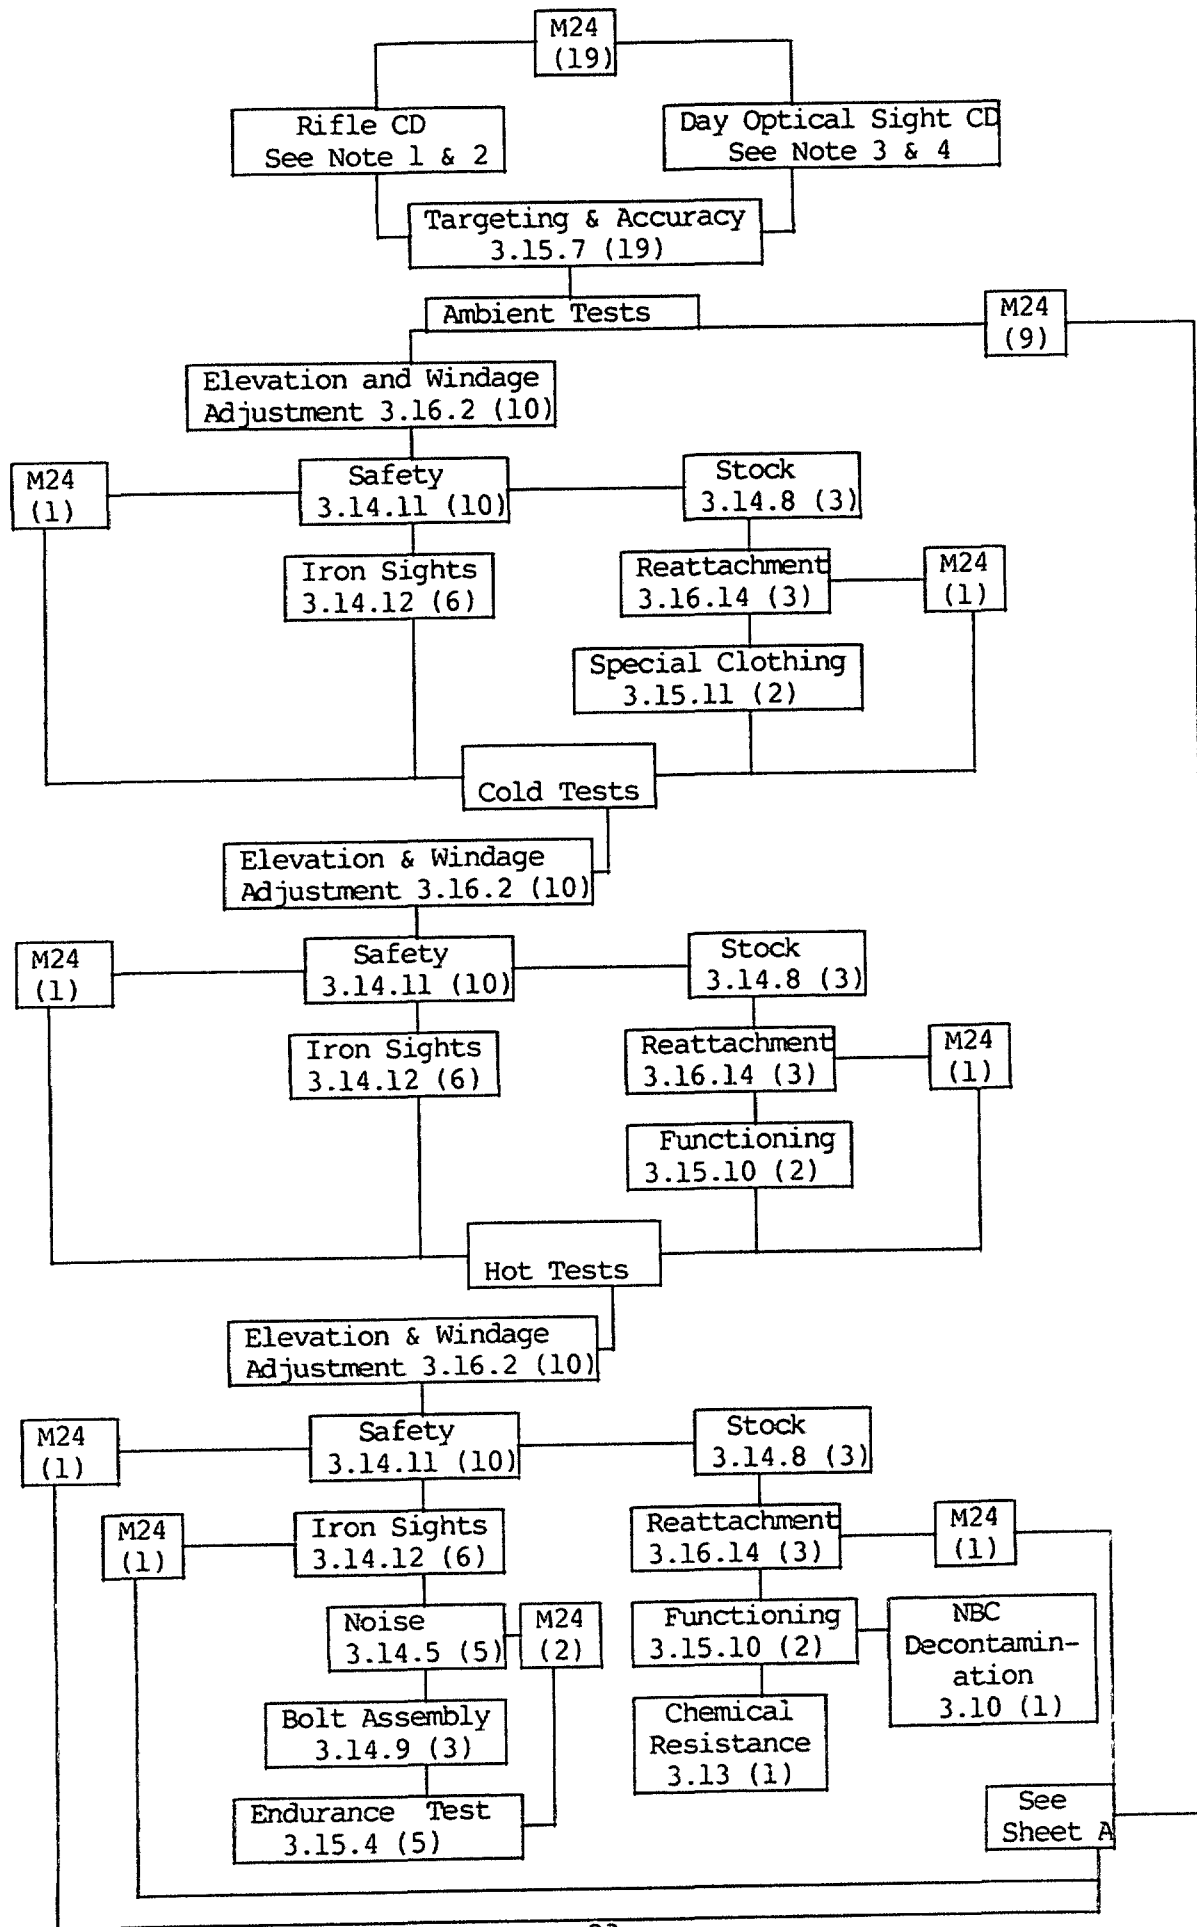 M24
(19)
Rifle CD
See Note 1 & 2
Day Optical Sight CD
See Note 3 & 4
Targeting & Accuracy
3.15.7 (19)
Ambient Tests
M24
(9)
Elevation and Windage
Adjustment 3.16.2 (10)
M24
(1)
Safety
3.14.11 (10)
Stock
3.14.8 (3)
Iron Sights
3.14.12 (6)
Reattachment
3.16.14 (3)
M24
(1)
Special Clothing
3.15.11 (2)
Cold Tests
Elevation & Windage
Adjustment 3.16.2 (10)
M24
(1)
Safety
3.14.11 (10)
Stock
3.14.8 (3)
Iron Sights
3.14.12 (6)
Reattachment
3.16.14 (3)
M24
(1)
Functioning
3.15.10 (2)
Hot Tests
Elevation & Windage
Adjustment 3.16.2 (10)
M24
(1)
Safety
3.14.11 (10)
Stock
3.14.8 (3)
M24
(1)
Iron Sights
3.14.12 (6)
Reattachment
3.16.14 (3)
M24
(1)
Noise
3.14.5 (5)
M24
(2)
Functioning
3.15.10 (2)
NBC
Decontamin-
ation
3.10 (1)
Bolt Assembly
3.14.9 (3)
Chemical
Resistance
3.13 (1)
Endurance Test
3.15.4 (5)
See
Sheet A